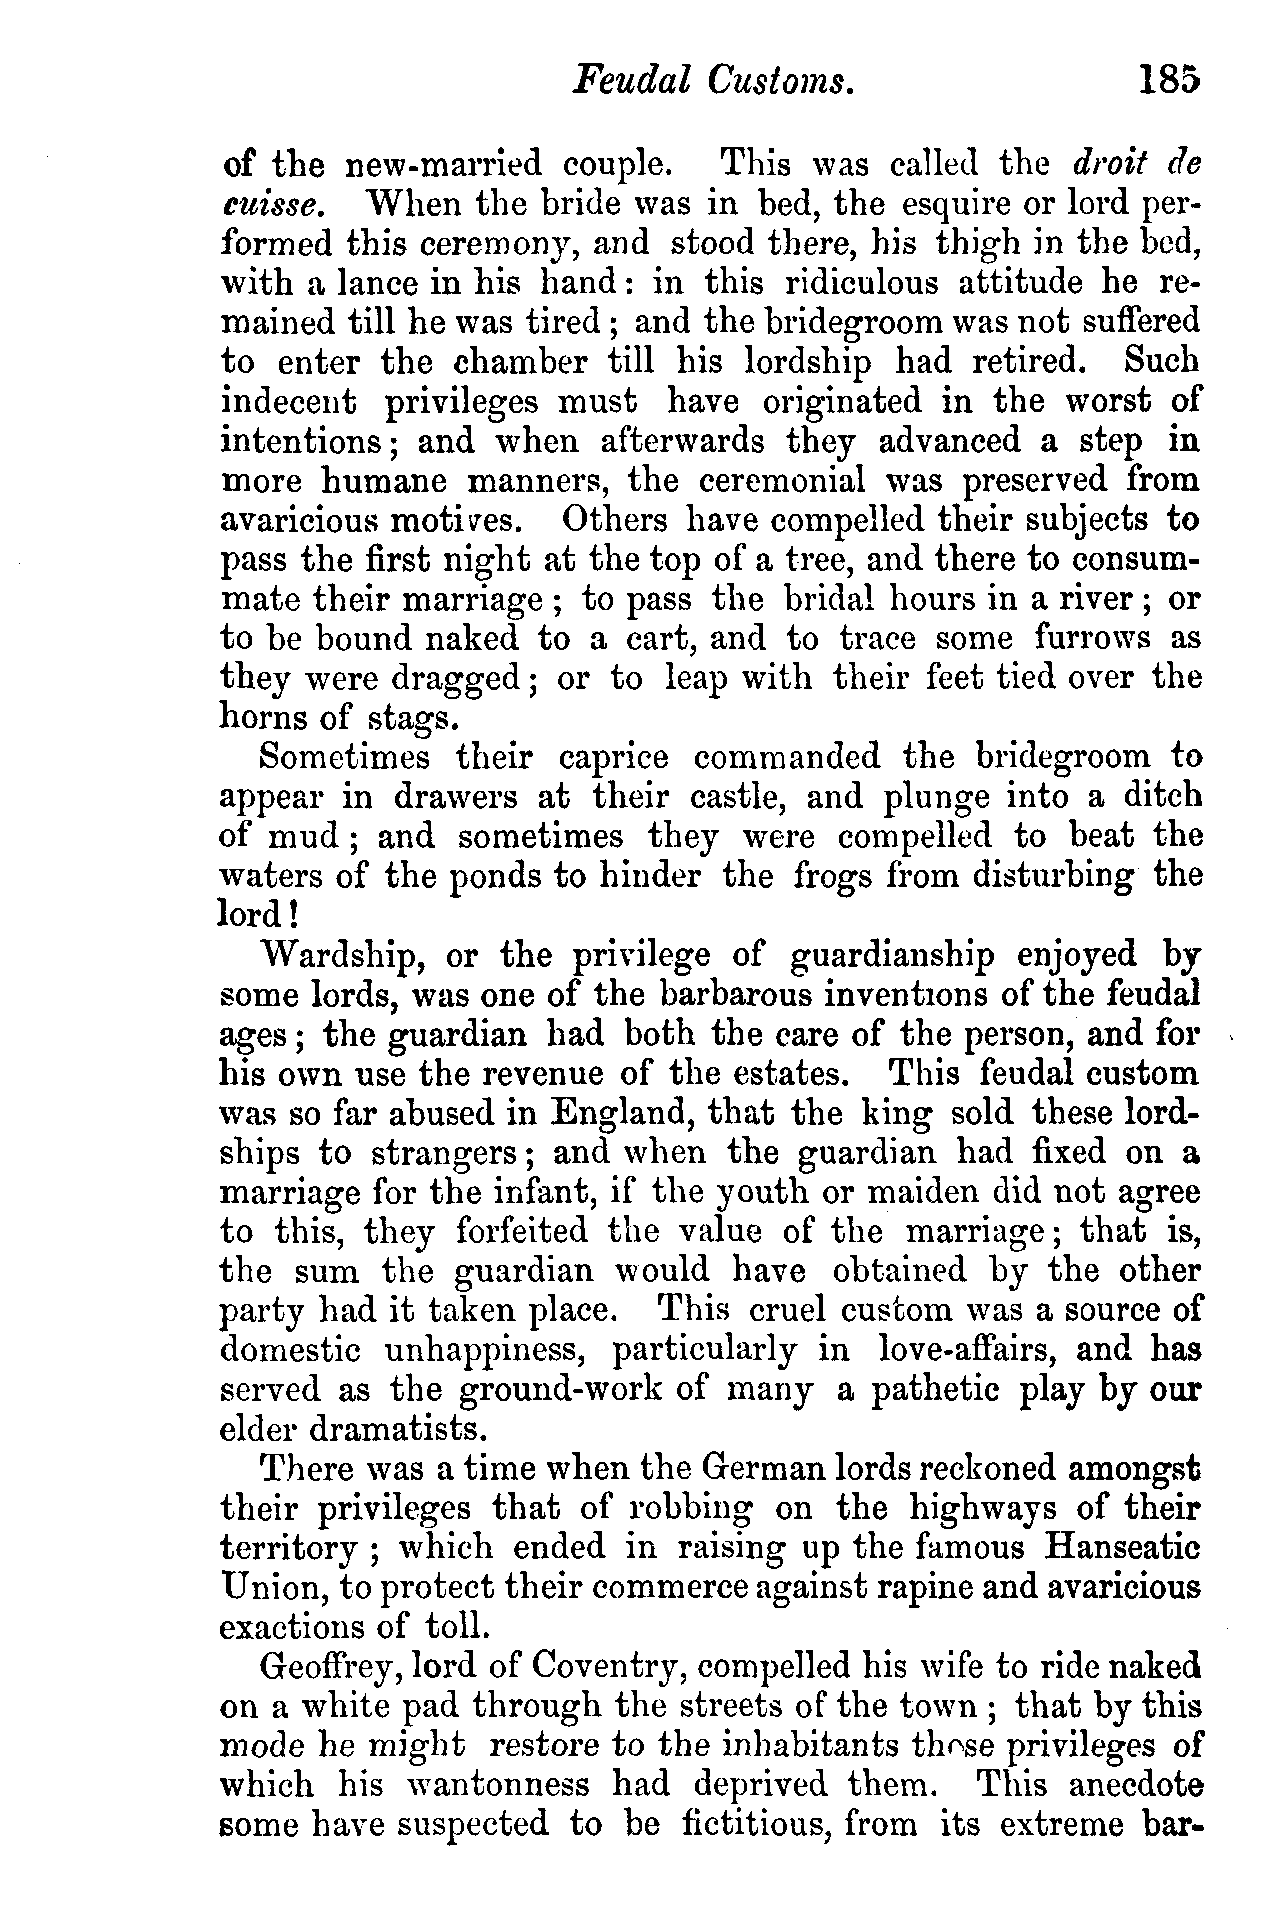 Feudal Customs. 185
of the new-married couple. This was called the droit de
cuisse. When the bride was in bed, the esquire or lord per-
formed this ceremony, and stood there, his thigh in the bed,
with a lance in his hand: in this ridiculous attitude he re-
mained till he was tired; and the bridegroom was not suffered
to enter the chamber till his lordship had retired. Such
indecent privileges must have originated in the worst of
intentions; and when afterwards they advanced a step in
more humane manners, the ceremonial was preserved from
avaricious motives. Others have compelled their subjects to
pass the first night at the top of a tree, and there to consum-
mate their marriage; to pass the bridal hours in a river; or
to be bound naked to a cart, and to trace some furrows as
they were dragged; or to leap with their feet tied over the
horns of stags.
Sometimes their caprice commanded the bridegroom to
appear in drawers at their castle, and plunge into a ditch
of mud; and sometimes they were compelled to beat the
waters of the ponds to hinder the frogs from disturbing the
lord!
Wardship, or the privilege of guardianship enjoyed by
some lords, was one of the barbarous inventions of the feudal
ages; the guardian had both the care of the person, and for
his own use the revenue of the estates. This feudal custom
was so far abused in England, that the king sold these lord-
ships to strangers; and when the guardian had fixed on a
marriage for the infant, if the youth or maiden did not agree
to this, they forfeited the value of the marriage; that is,
the sum the guardian would have obtained by the other
party had it taken place. This cruel custom was a source of
domestic unhappiness, particularly in love-affairs, and has
served as the ground-work of many a pathetic play by our
elder dramatists.
There was a time when the German lords reckoned amongst
their privileges that of robbing on the highways of their
territory; which ended in raising up the famous Hanseatic
Union, to protect their commerce against rapine and avaricious
exactions of toll.
Geoffrey, lord of Coventry, compelled his wife to ride naked
on a white pad through the streets of the town; that by this
mode he might restore to the inhabitants those privileges of
which his wantonness had deprived them. This anecdote
some have suspected to be fictitious, from its extreme bar-